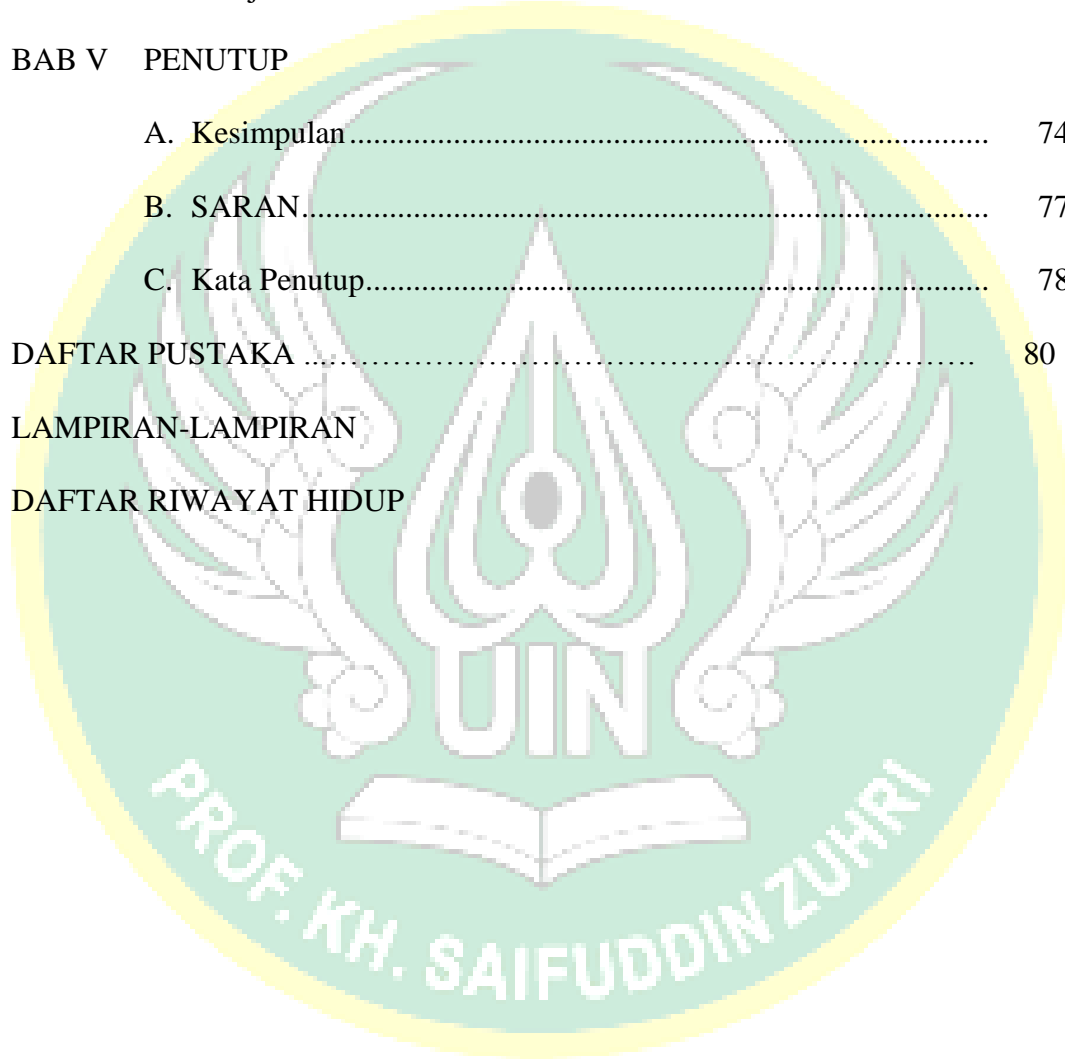 BAB V PENUTUP
A. Kesimpulan........................................................................ 74
B. SARAN............................................................................. 77
C. Kata Penutup...................................................................... 78
DAFTAR PUSTAKA ……………………………………………………………… 80
LAMPIRAN-LAMPIRAN
DAFTAR RIWAYAT HIDUP
UIN
PROF. KH. SAIFUDDIN ZUHRI